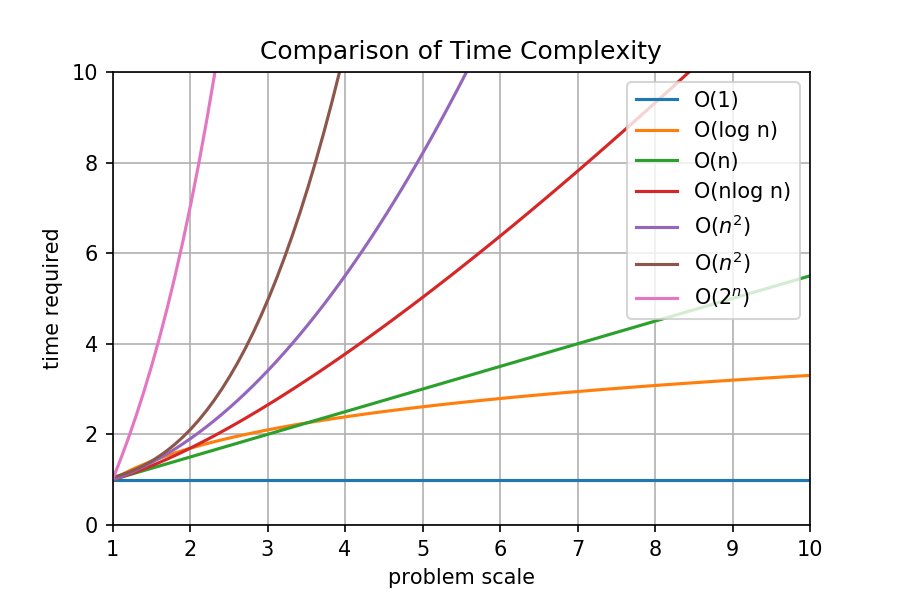 Comparison of Time Complexity
10
8
6
4
2
0
time required
O(1)
O(log n)
O(n)
O(nlog n)
O(n²)
O(n²)
O(2ⁿ)
1 2 3 4 5 6 7 8 9 10
problem scale